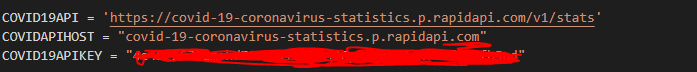 COVID19API = 'https://covid-19-coronavirus-statistics.p.rapidapi.com/v1/stats'
COVIDAPIHOST = "covid-19-coronavirus-statistics.p.rapidapi.com"
COVID19APIKEY = "